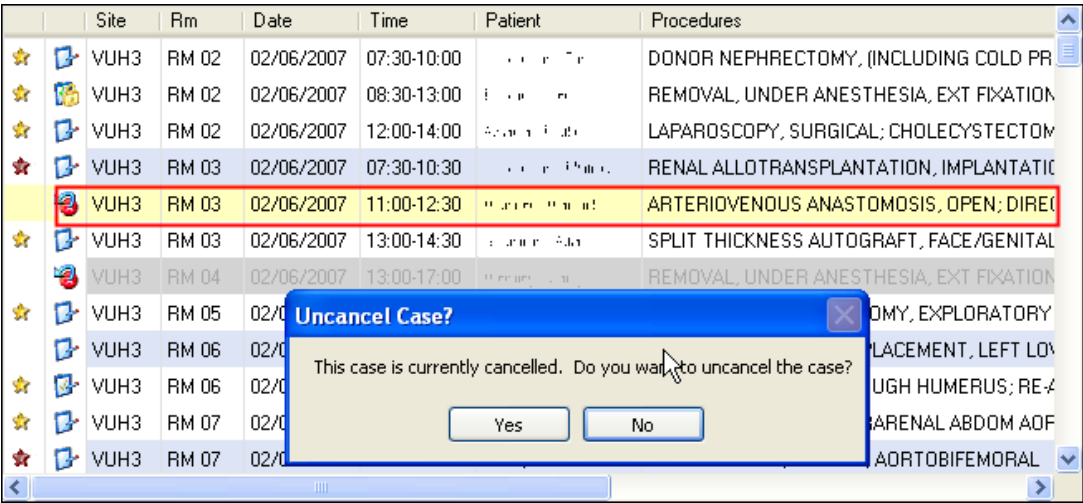 Site Rm Date Time Patient Procedures
VUH3 RM 02 02/06/2007 07:30-10:00 DONOR NEPHRECTOMY, (INCLUDING COLD PR
VUH3 RM 02 02/06/2007 08:30-13:00 REMOVAL, UNDER ANESTHESIA, EXT FIXATION
VUH3 RM 02 02/06/2007 12:00-14:00 LAPAROSCOPY, SURGICAL; CHOLECYSTECTOM
VUH3 RM 03 02/06/2007 07:30-10:30 RENAL ALLOTRANSPLANTATION, IMPLANTATIO
VUH3 RM 03 02/06/2007 11:00-12:30 ARTERIOVENOUS ANASTOMOSIS, OPEN; DIREC
VUH3 RM 03 02/06/2007 13:00-14:30 SPLIT THICKNESS AUTOGRAFT, FACE/GENITAL
VUH3 RM 04 02/06/2007 13:00-17:00 REMOVAL, UNDER ANESTHESIA, EXT FIXATION
VUH3 RM 05 02/0 OMY, EXPLORATORY
VUH3 RM 06 02/0 LACEMENT, LEFT LOW
VUH3 RM 06 02/0 UGH HUMERUS; RE-A
VUH3 RM 07 02/0 ARENAL ABDOM AOR
VUH3 RM 07 02/0 AORTOBIFEMORAL
Uncancel Case?
This case is currently cancelled. Do you want to uncancel the case?
Yes No